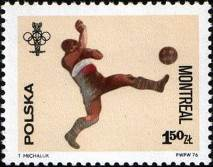 POLSKA
MONTREAL
1.50 ZŁ
T. MICHALUK
PWPW 76